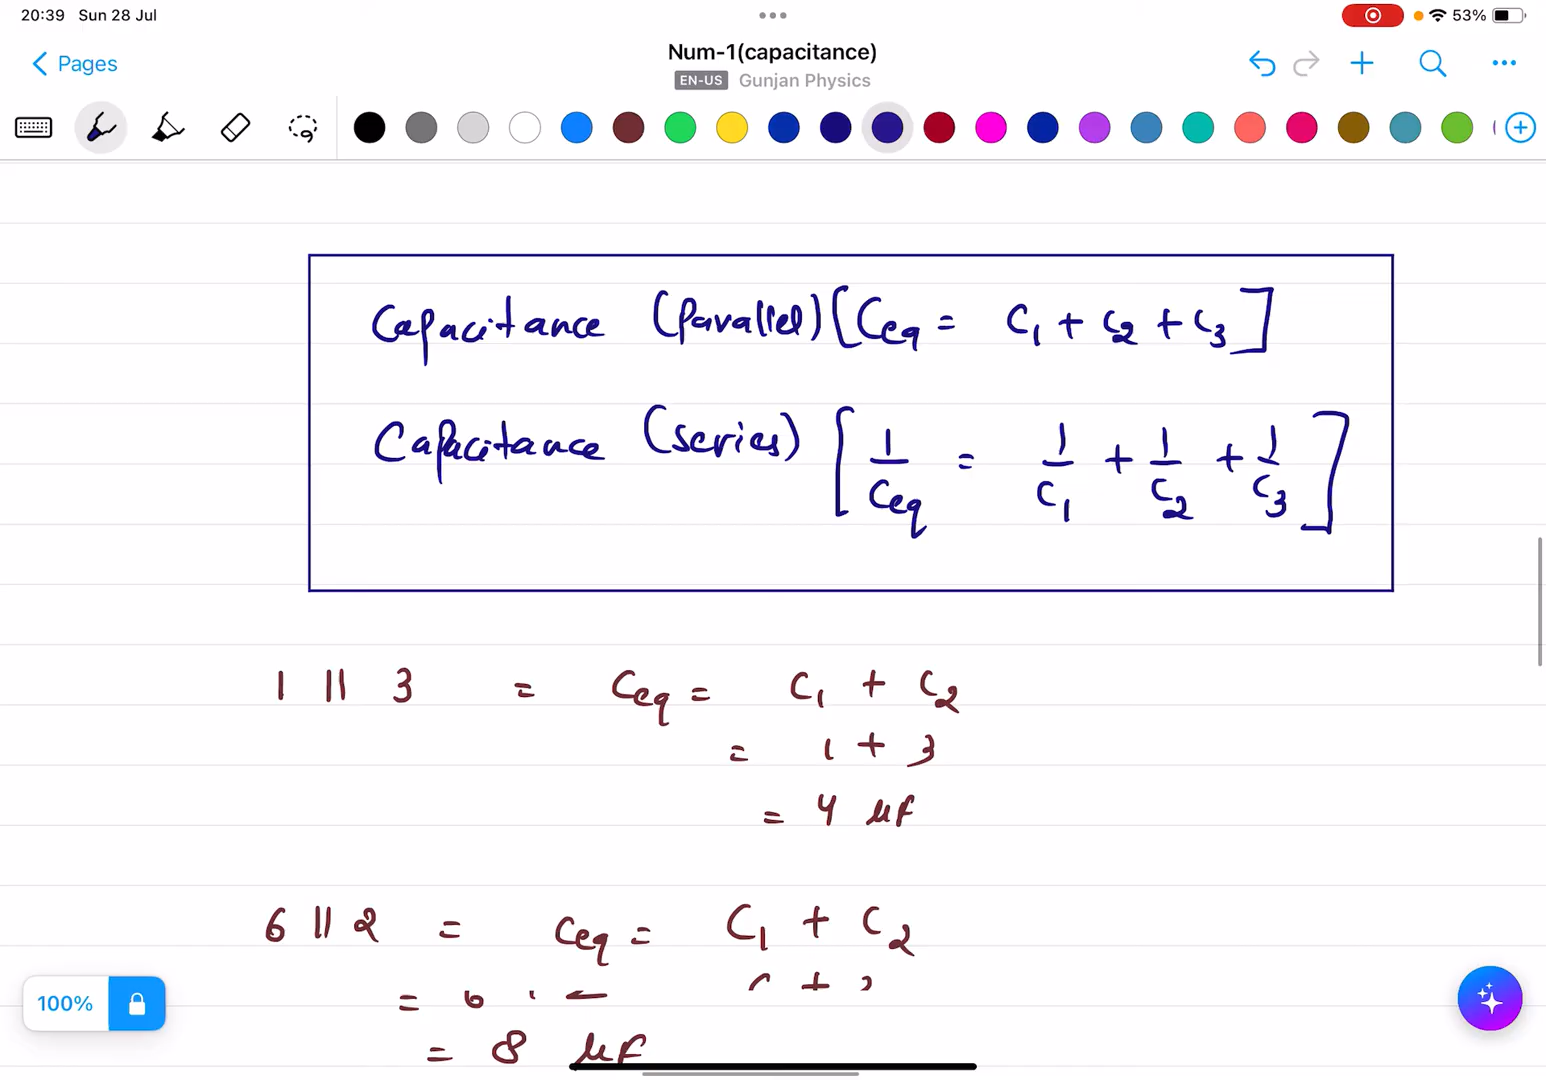 20:39 Sun 28 Jul 53%
Pages Num-1(capacitance)
EN-US Gunjan Physics
Capacitance (Parallel) [Ceq = C1 + C2 + C3]
Capacitance (Series) [1/Ceq = 1/C1 + 1/C2 + 1/C3]
1 || 3 = Ceq = C1 + C2
= 1 + 3
= 4 μF
6 || 2 = Ceq = C1 + C2
= 8 μF
100%